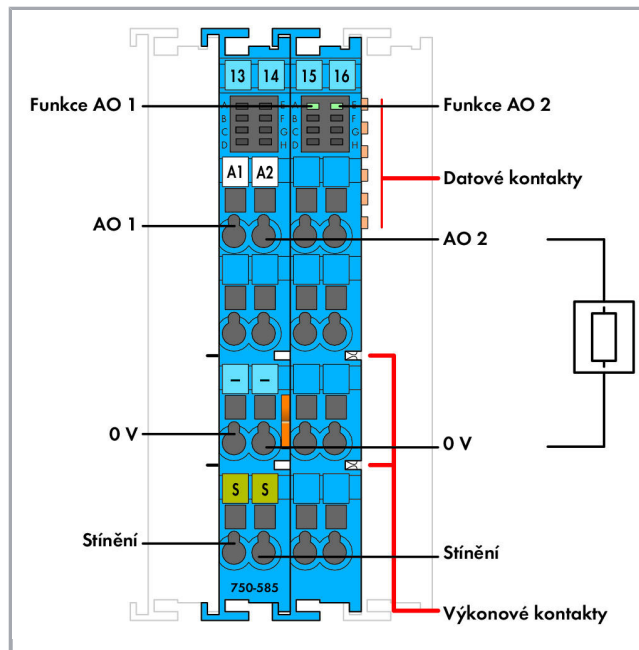 13 14 15 16
Funkce AO 1
Funkce AO 2
A E A E
B F B F
C G C G
D H D H
A1 A2
Datové kontakty
AO 1
AO 2
– –
0 V
0 V
S S
Stínění
Stínění
750-585
Výkonové kontakty